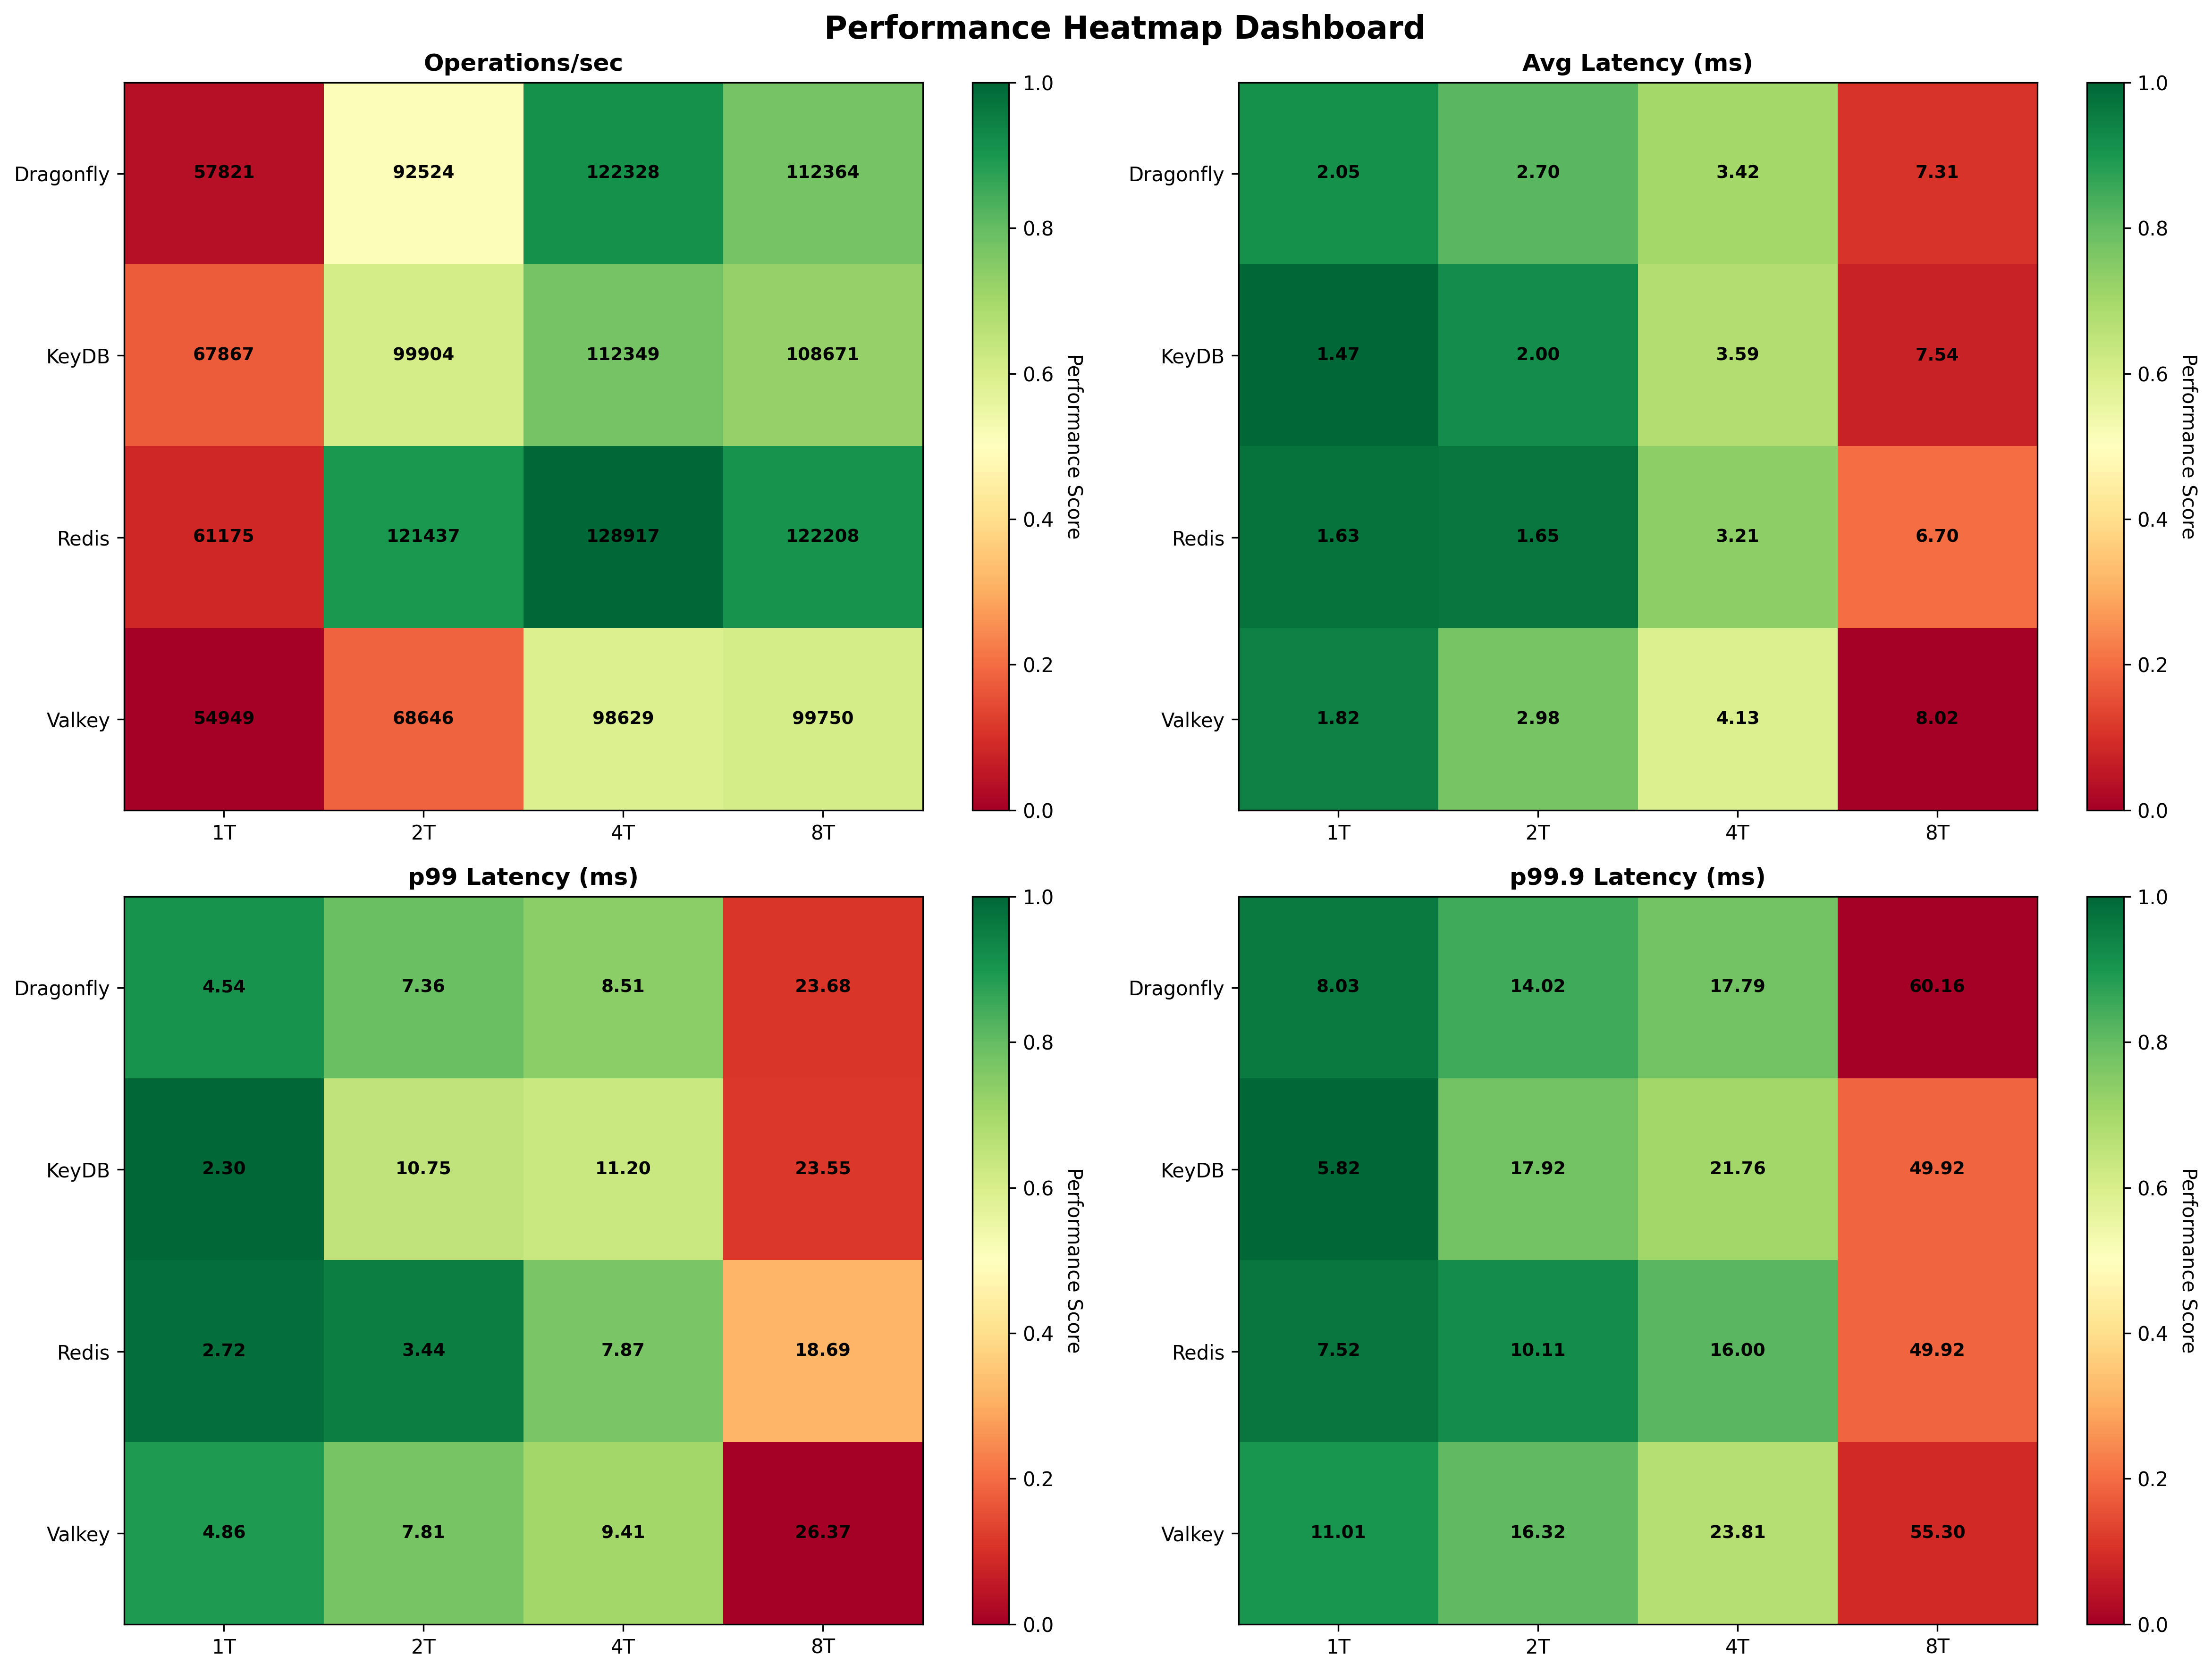 Performance Heatmap Dashboard
Operations/sec
Dragonfly 57821 92524 122328 112364
KeyDB 67867 99904 112349 108671
Redis 61175 121437 128917 122208
Valkey 54949 68646 98629 99750
1T 2T 4T 8T
1.0
0.8
0.6
0.4
0.2
0.0
Performance Score
Avg Latency (ms)
Dragonfly 2.05 2.70 3.42 7.31
KeyDB 1.47 2.00 3.59 7.54
Redis 1.63 1.65 3.21 6.70
Valkey 1.82 2.98 4.13 8.02
1T 2T 4T 8T
1.0
0.8
0.6
0.4
0.2
0.0
Performance Score
p99 Latency (ms)
Dragonfly 4.54 7.36 8.51 23.68
KeyDB 2.30 10.75 11.20 23.55
Redis 2.72 3.44 7.87 18.69
Valkey 4.86 7.81 9.41 26.37
1T 2T 4T 8T
1.0
0.8
0.6
0.4
0.2
0.0
Performance Score
p99.9 Latency (ms)
Dragonfly 8.03 14.02 17.79 60.16
KeyDB 5.82 17.92 21.76 49.92
Redis 7.52 10.11 16.00 49.92
Valkey 11.01 16.32 23.81 55.30
1T 2T 4T 8T
1.0
0.8
0.6
0.4
0.2
0.0
Performance Score